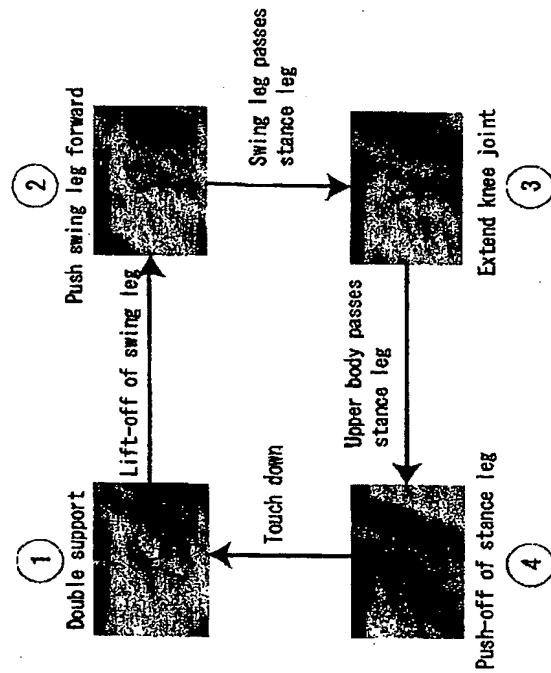 1
Double support
Lift-off of swing leg
2
Push swing leg forward
Swing leg passes
stance leg
3
Extend knee joint
Upper body passes
stance leg
4
Push-off of stance leg
Touch down